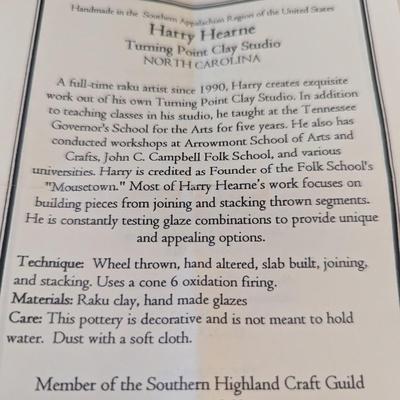 Handmade in the Southern Appalachian Region of the United States
Harry Hearne
Turning Point Clay Studio
NORTH CAROLINA
A full-time raku artist since 1990, Harry creates exquisite
work out of his own Turning Point Clay Studio. In addition
to teaching classes in his studio, he taught at the Tennessee
Governor's School for the Arts for five years. He also has
conducted workshops at Arrowmont School of Arts and
Crafts, John C. Campbell Folk School, and various
universities. Harry is credited as Founder of the Folk School's
"Mousetown." Most of Harry Hearne's work focuses on
building pieces from joining and stacking thrown segments.
He is constantly testing glaze combinations to provide unique
and appealing options.
Technique: Wheel thrown, hand altered, slab built, joining,
and stacking. Uses a cone 6 oxidation firing.
Materials: Raku clay, hand made glazes
Care: This pottery is decorative and is not meant to hold
water. Dust with a soft cloth.
Member of the Southern Highland Craft Guild